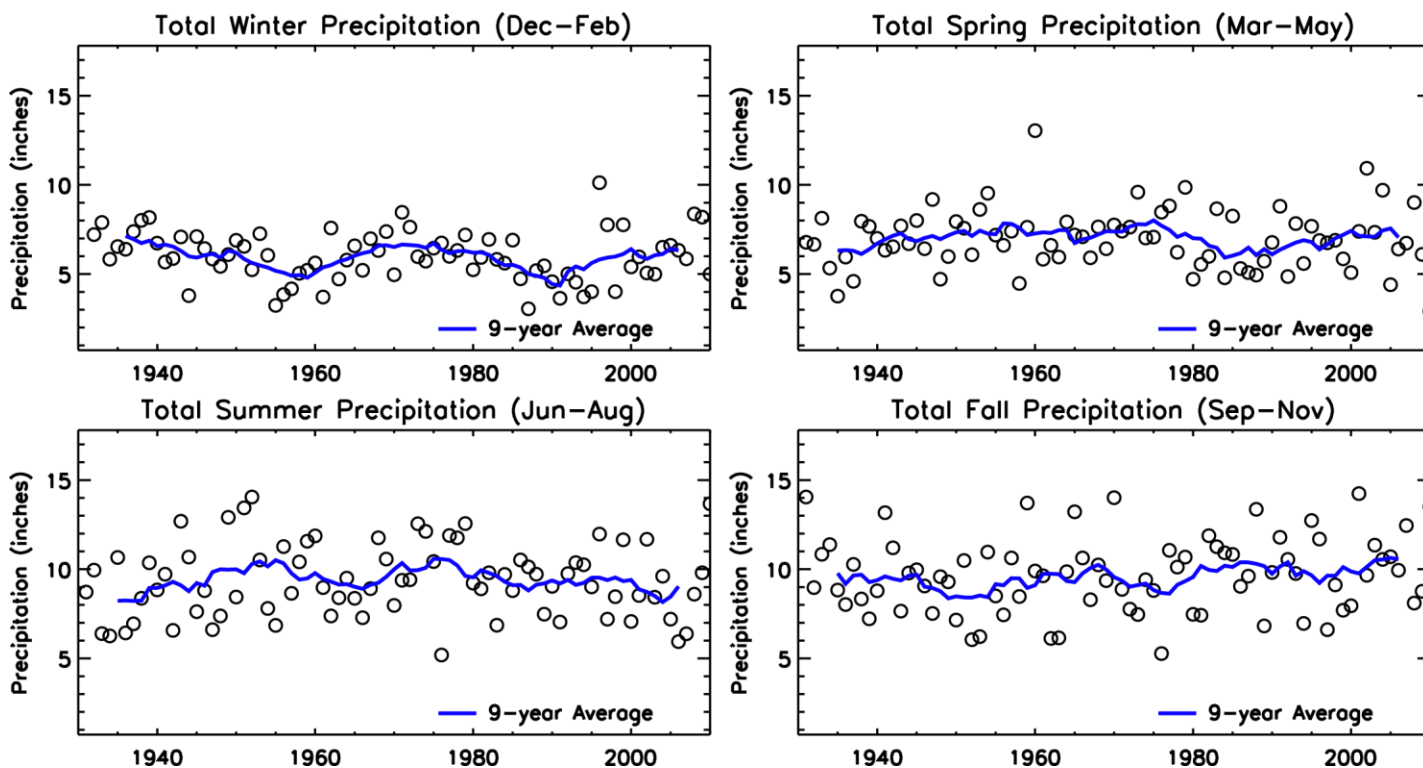 Total Winter Precipitation (Dec-Feb)
Precipitation (inches)
15
10
5
9-year Average
1940 1960 1980 2000
Total Spring Precipitation (Mar-May)
Precipitation (inches)
15
10
5
9-year Average
1940 1960 1980 2000
Total Summer Precipitation (Jun-Aug)
Precipitation (inches)
15
10
5
9-year Average
1940 1960 1980 2000
Total Fall Precipitation (Sep-Nov)
Precipitation (inches)
15
10
5
9-year Average
1940 1960 1980 2000